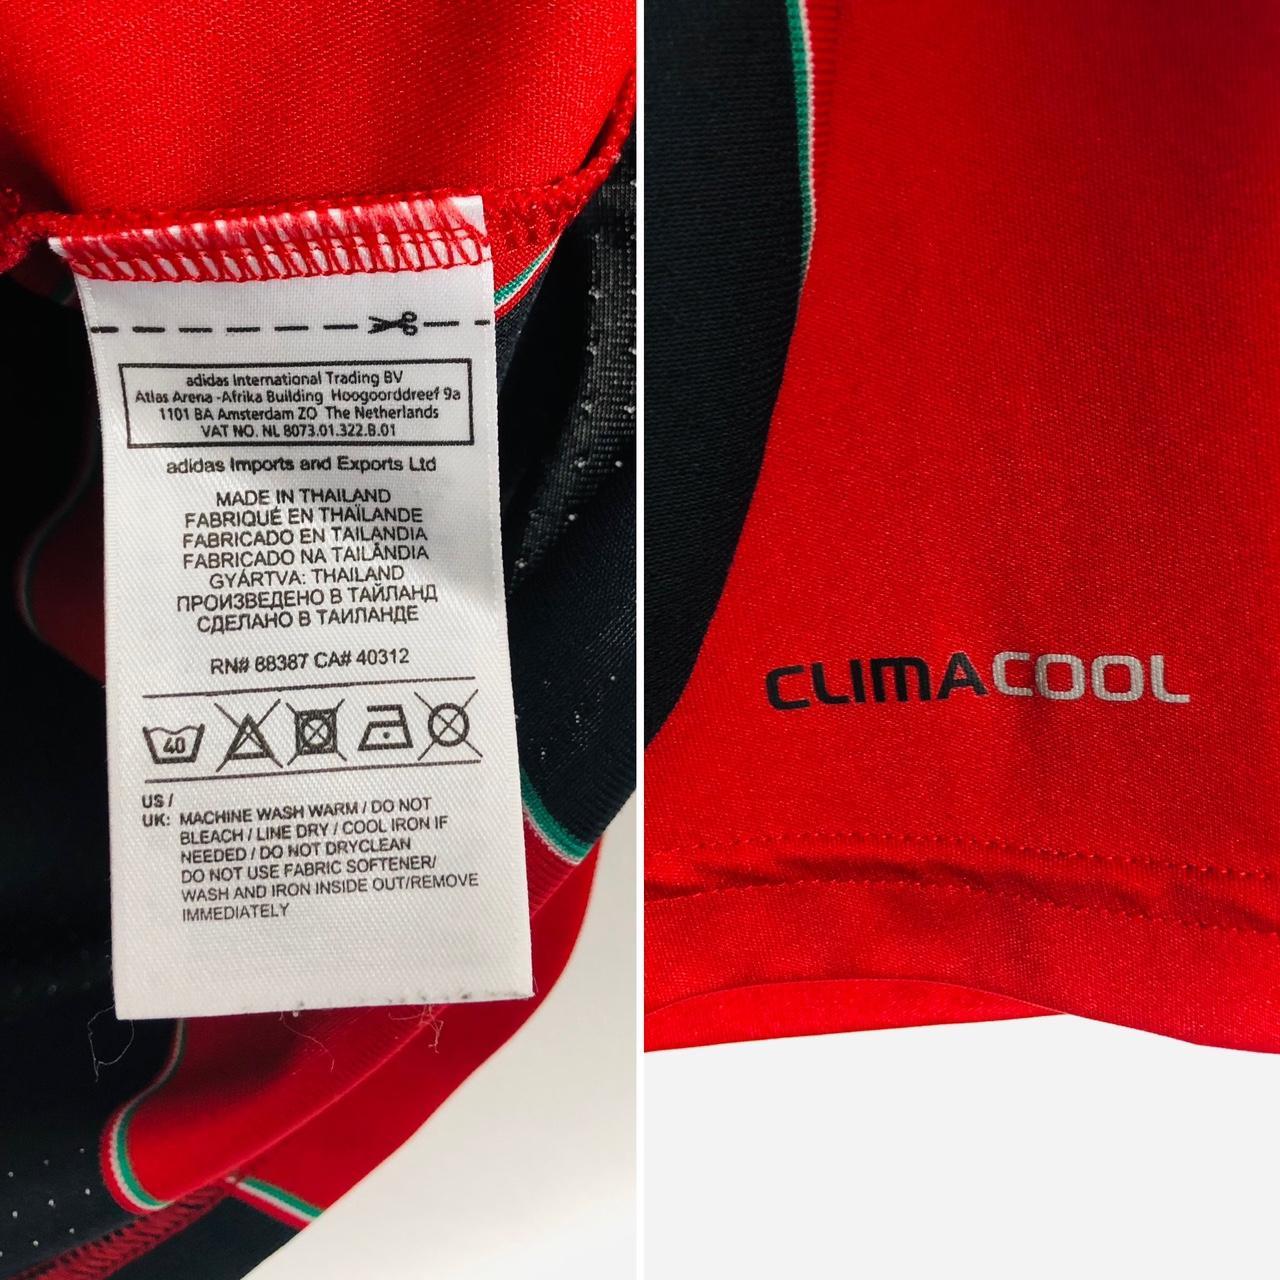 adidas International Trading BV
Atlas Arena -Afrika Building Hoogoorddreef 9a
1101 BA Amsterdam ZO The Netherlands
VAT NO. NL 8073.01.322.B.01
adidas Imports and Exports Ltd
MADE IN THAILAND
FABRIQUÉ EN THAÏLANDE
FABRICADO EN TAILANDIA
FABRICADO NA TAILÂNDIA
GYÁRTVA: THAILAND
ПРОИЗВЕДЕНО В ТАЙЛАНД
СДЕЛАНО В ТАИЛАНДЕ
RN# 88387 CA# 40312
40
US /
UK: MACHINE WASH WARM / DO NOT
BLEACH / LINE DRY / COOL IRON IF
NEEDED / DO NOT DRYCLEAN
DO NOT USE FABRIC SOFTENER/
WASH AND IRON INSIDE OUT/REMOVE
IMMEDIATELY
CLIMACOOL